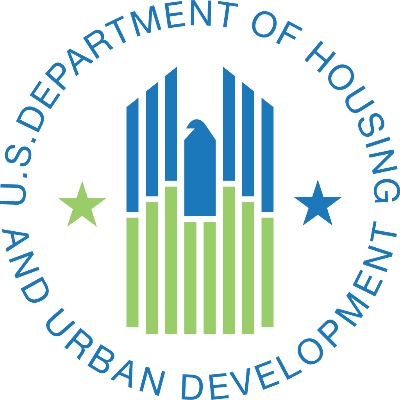 U.S. DEPARTMENT OF HOUSING
AND URBAN DEVELOPMENT